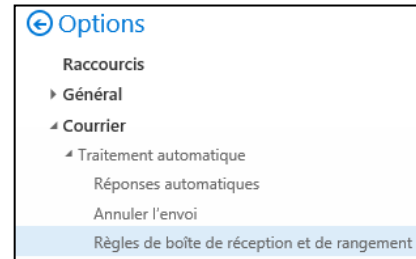 Options
Raccourcis
Général
Courrier
Traitement automatique
Réponses automatiques
Annuler l'envoi
Règles de boîte de réception et de rangement